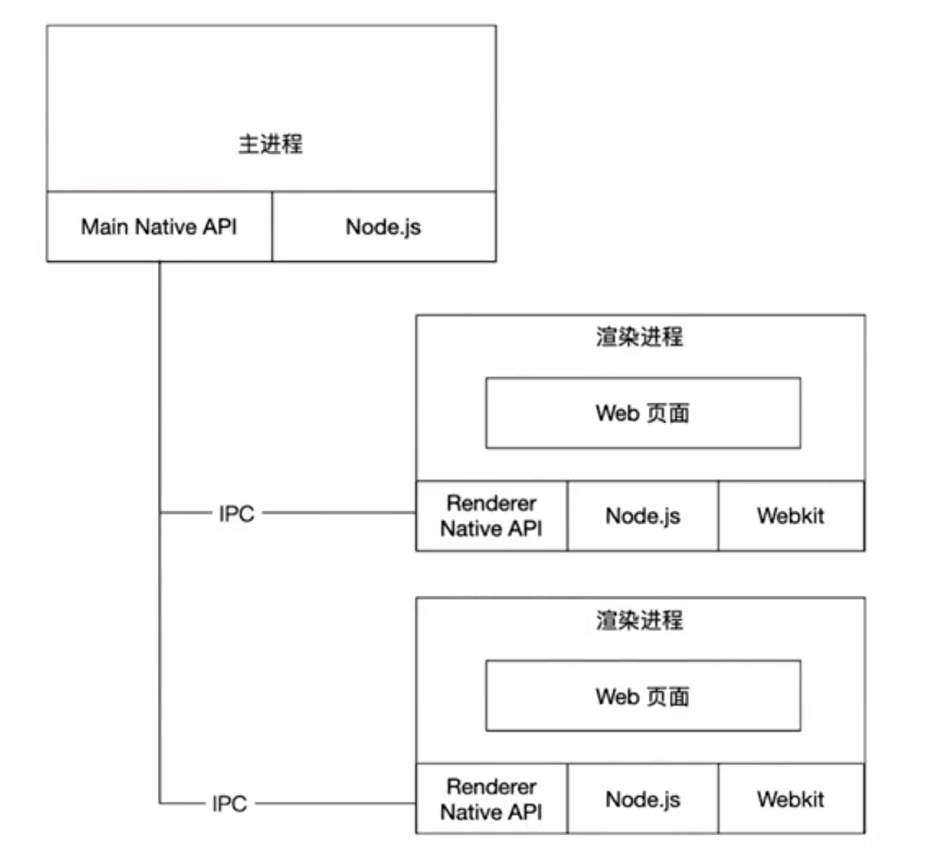 主进程
Main Native API
Node.js
渲染进程
Web 页面
IPC
Renderer
Native API
Node.js
Webkit
渲染进程
Web 页面
IPC
Renderer
Native API
Node.js
Webkit